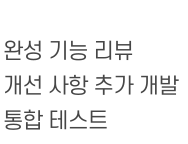 완성 기능 리뷰
개선 사항 추가 개발
통합 테스트